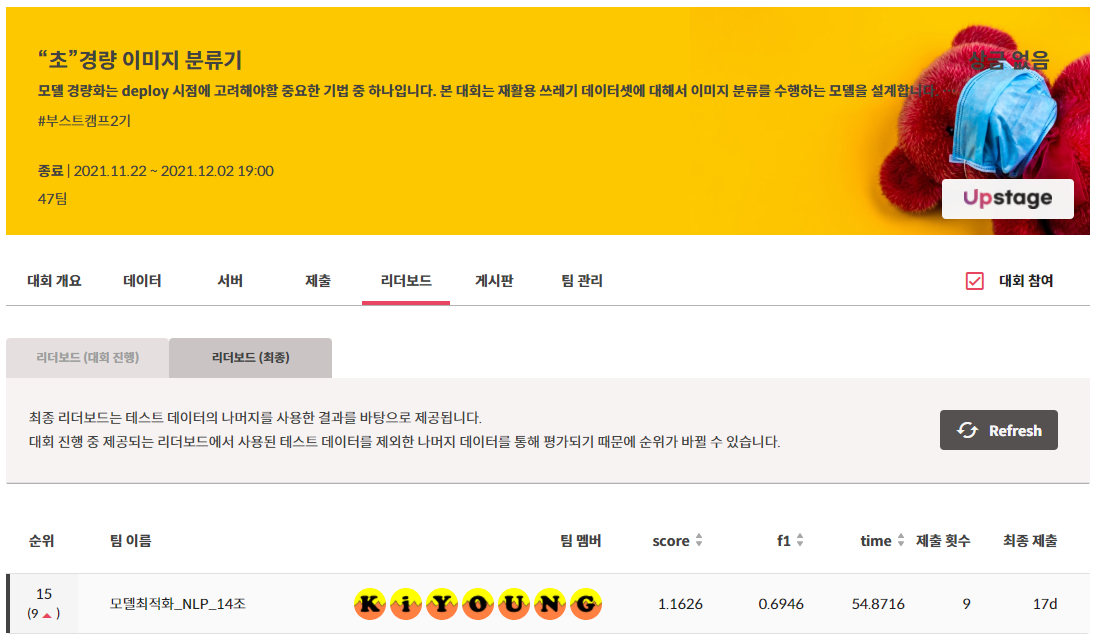 “초”경량 이미지 분류기
상금 없음
모델 경량화는 deploy 시점에 고려해야할 중요한 기법 중 하나입니다. 본 대회는 재활용 쓰레기 데이터셋에 대해서 이미지 분류를 수행하는 모델을 설계합니다.
#부스트캠프2기
종료 | 2021.11.22 ~ 2021.12.02 19:00
47팀
Upstage
대회 개요 데이터 서버 제출 리더보드 게시판 팀 관리 대회 참여
리더보드 (대회 진행) 리더보드 (최종)
최종 리더보드는 테스트 데이터의 나머지를 사용한 결과를 바탕으로 제공됩니다.
대회 진행 중 제공되는 리더보드에서 사용된 테스트 데이터를 제외한 나머지 데이터를 통해 평가되기 때문에 순위가 바뀔 수 있습니다.
Refresh
순위 팀 이름 팀 멤버 score f1 time 제출 횟수 최종 제출
15
(9 ▲ )
모델최적화_NLP_14조 K i Y O U N G 1.1626 0.6946 54.8716 9 17d